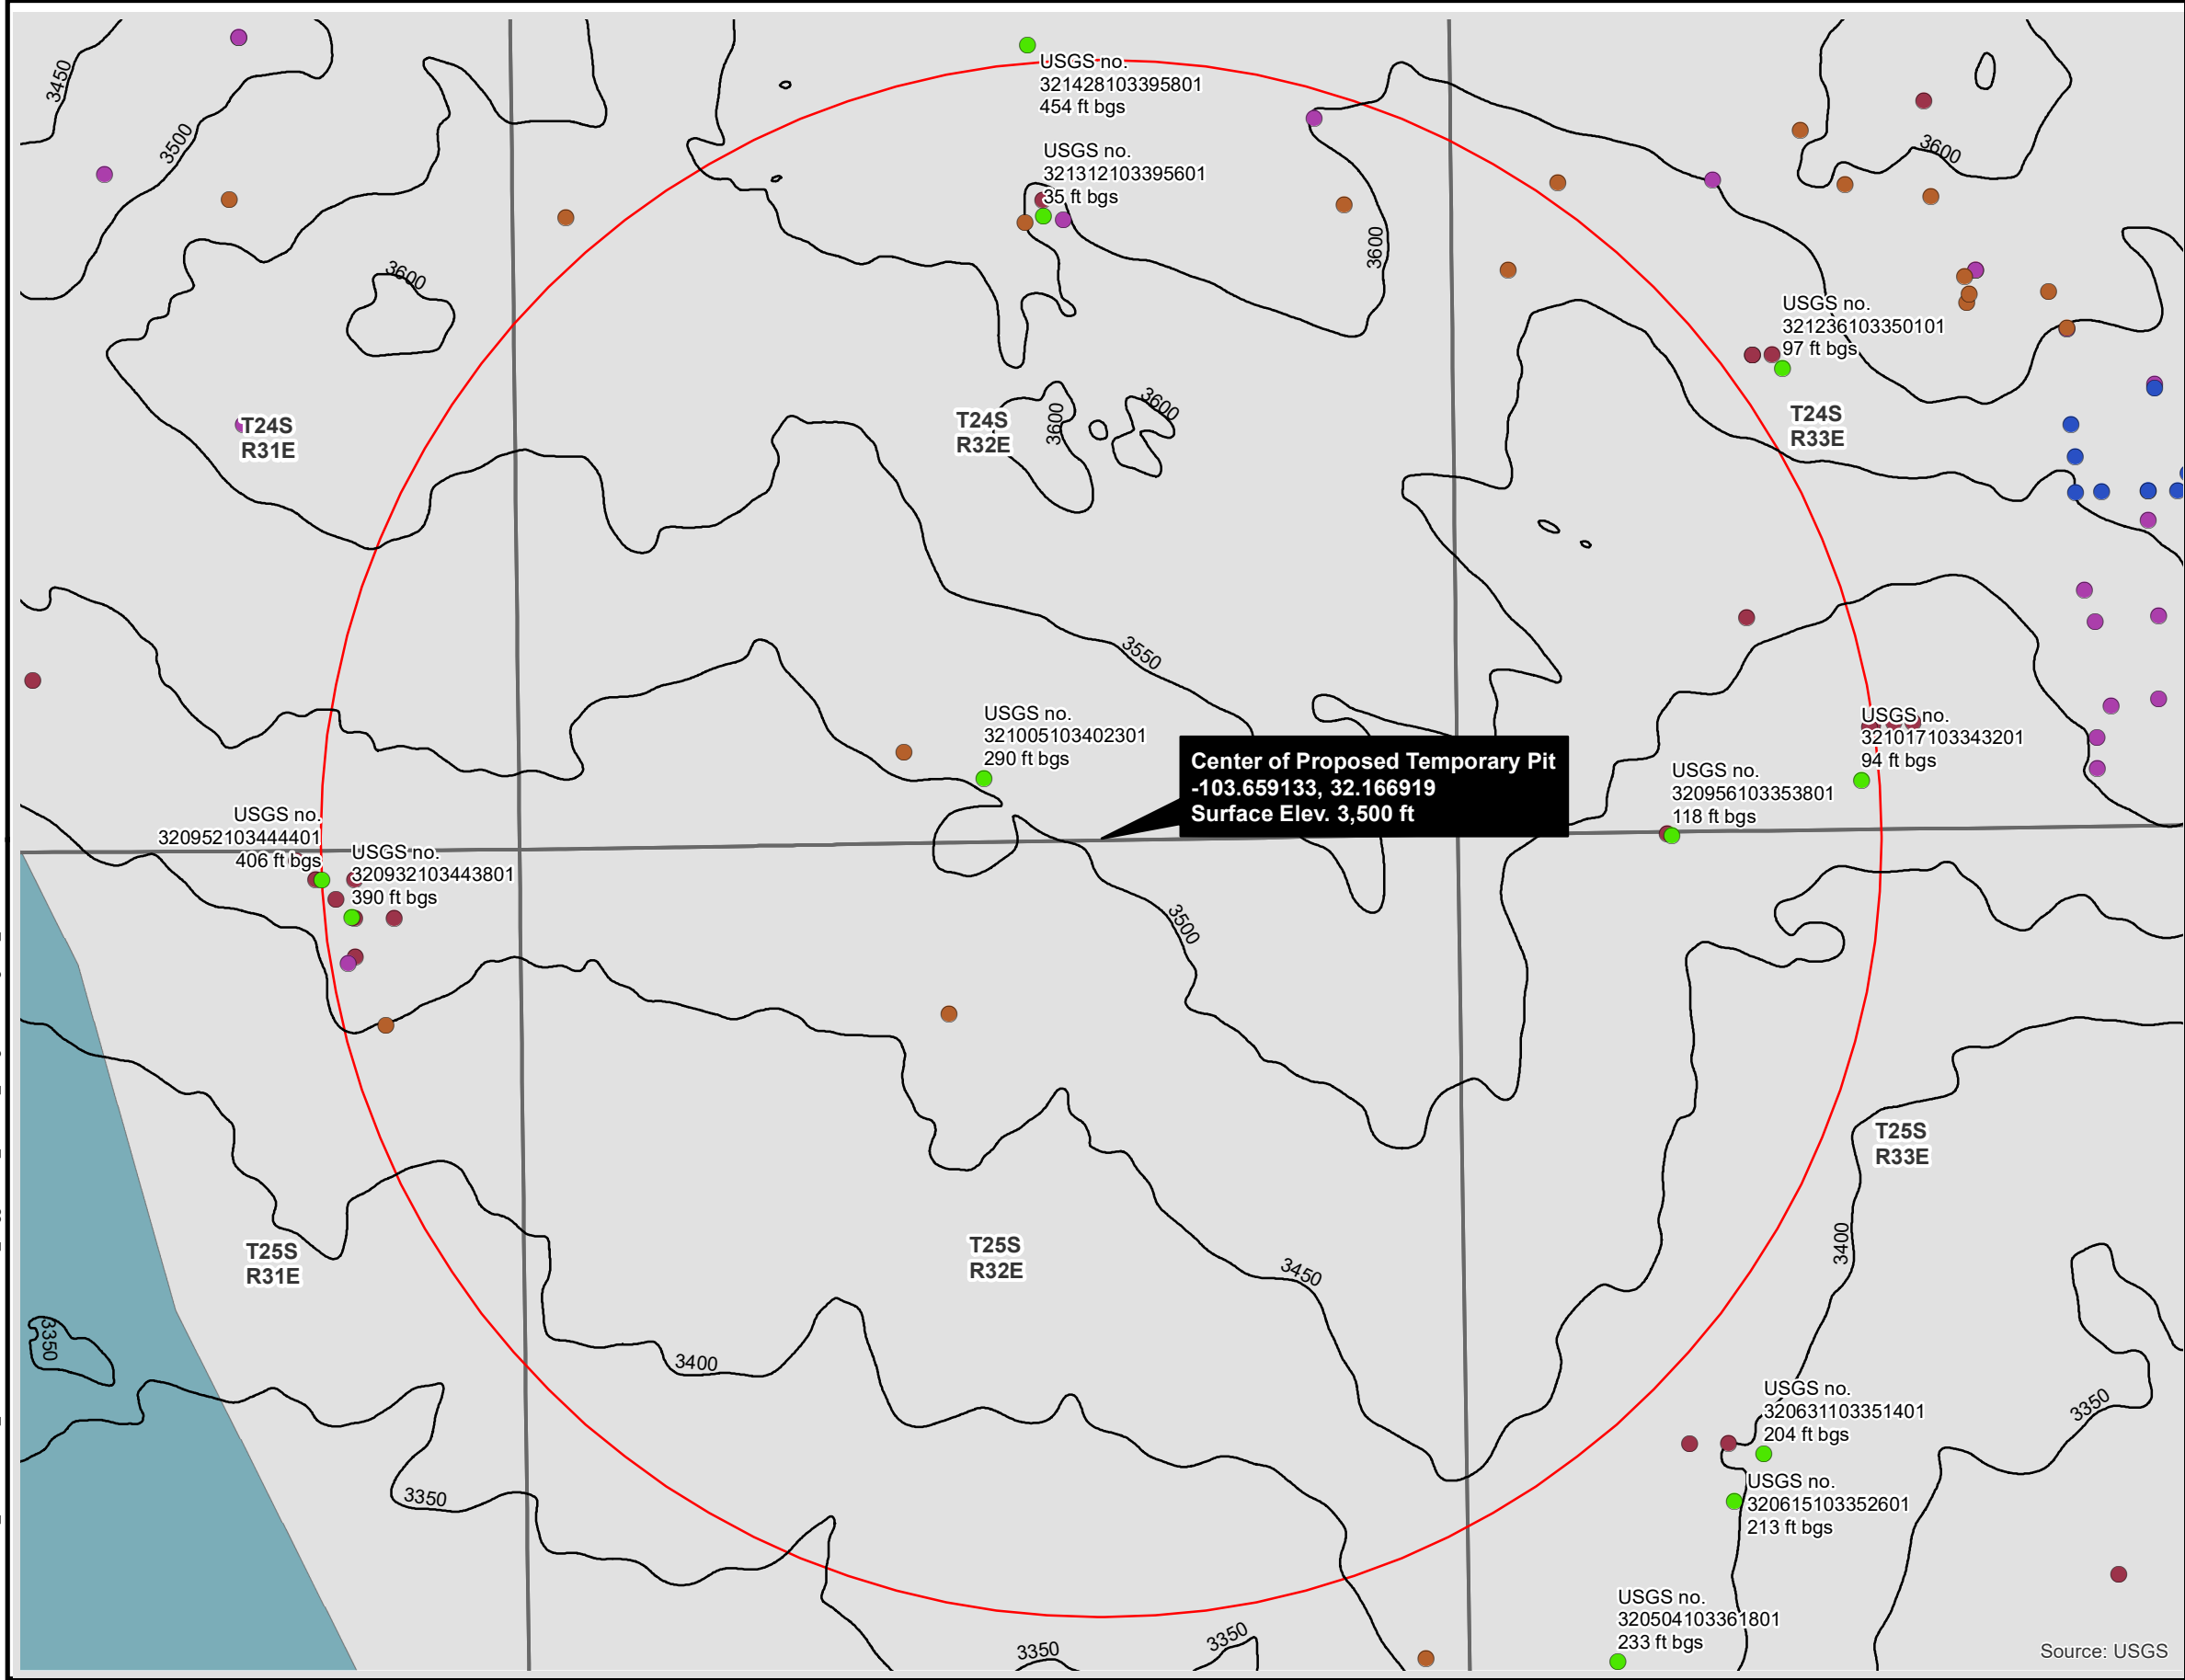 3450
3500
USGS no.
321428103395801
454 ft bgs
USGS no.
321312103395601
35 ft bgs
3600
3600
3600
USGS no.
321236103350101
97 ft bgs
T24S
R31E
T24S
R32E
3600
3600
T24S
R33E
3550
USGS no.
321005103402301
290 ft bgs
Center of Proposed Temporary Pit
-103.659133, 32.166919
Surface Elev. 3,500 ft
USGS no.
321017103343201
94 ft bgs
USGS no.
320956103353801
118 ft bgs
USGS no.
320952103444401
406 ft bgs
USGS no.
320932103443801
390 ft bgs
3500
T25S
R33E
T25S
R31E
T25S
R32E
3450
3400
3350
3400
3350
USGS no.
320631103351401
204 ft bgs
3350
USGS no.
320615103352601
213 ft bgs
USGS no.
320504103361801
233 ft bgs
3350
3350
Source: USGS